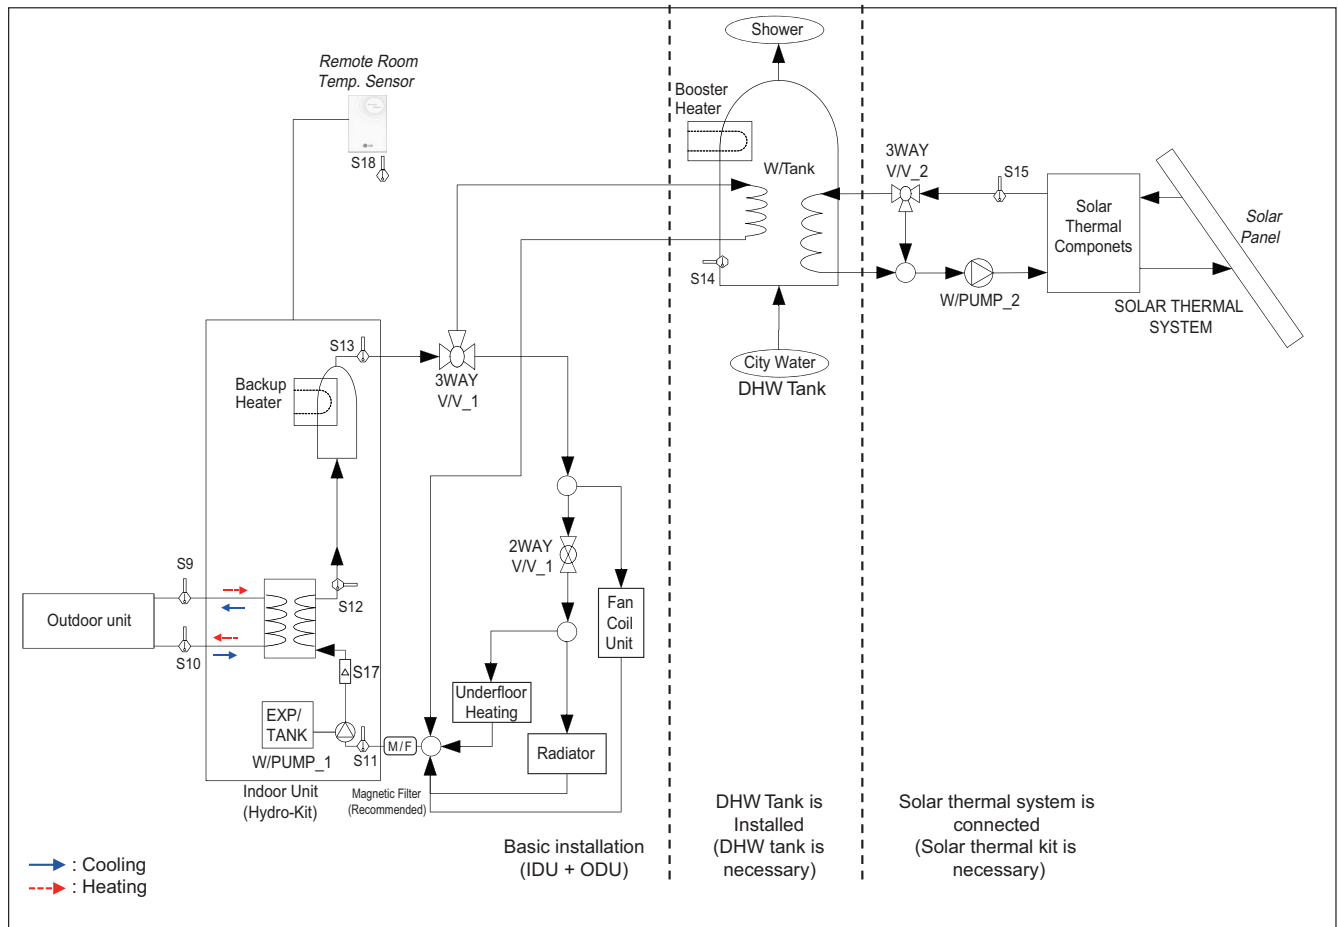 Shower
Remote Room
Temp. Sensor
S18
Booster
Heater
W/Tank
3WAY
V/V_2
S15
Solar
Thermal
Componets
Solar
Panel
S14
W/PUMP_2
SOLAR THERMAL
SYSTEM
City Water
DHW Tank
S13
Backup
Heater
3WAY
V/V_1
2WAY
V/V_1
S9
S12
Outdoor unit
S10
S17
Fan
Coil
Unit
Underfloor
Heating
EXP/
TANK
W/PUMP_1
S11
M/F
Radiator
Indoor Unit
(Hydro-Kit)
Magnetic Filter
(Recommended)
Basic installation
(IDU + ODU)
DHW Tank is
Installed
(DHW tank is
necessary)
Solar thermal system is
connected
(Solar thermal kit is
necessary)
: Cooling
: Heating